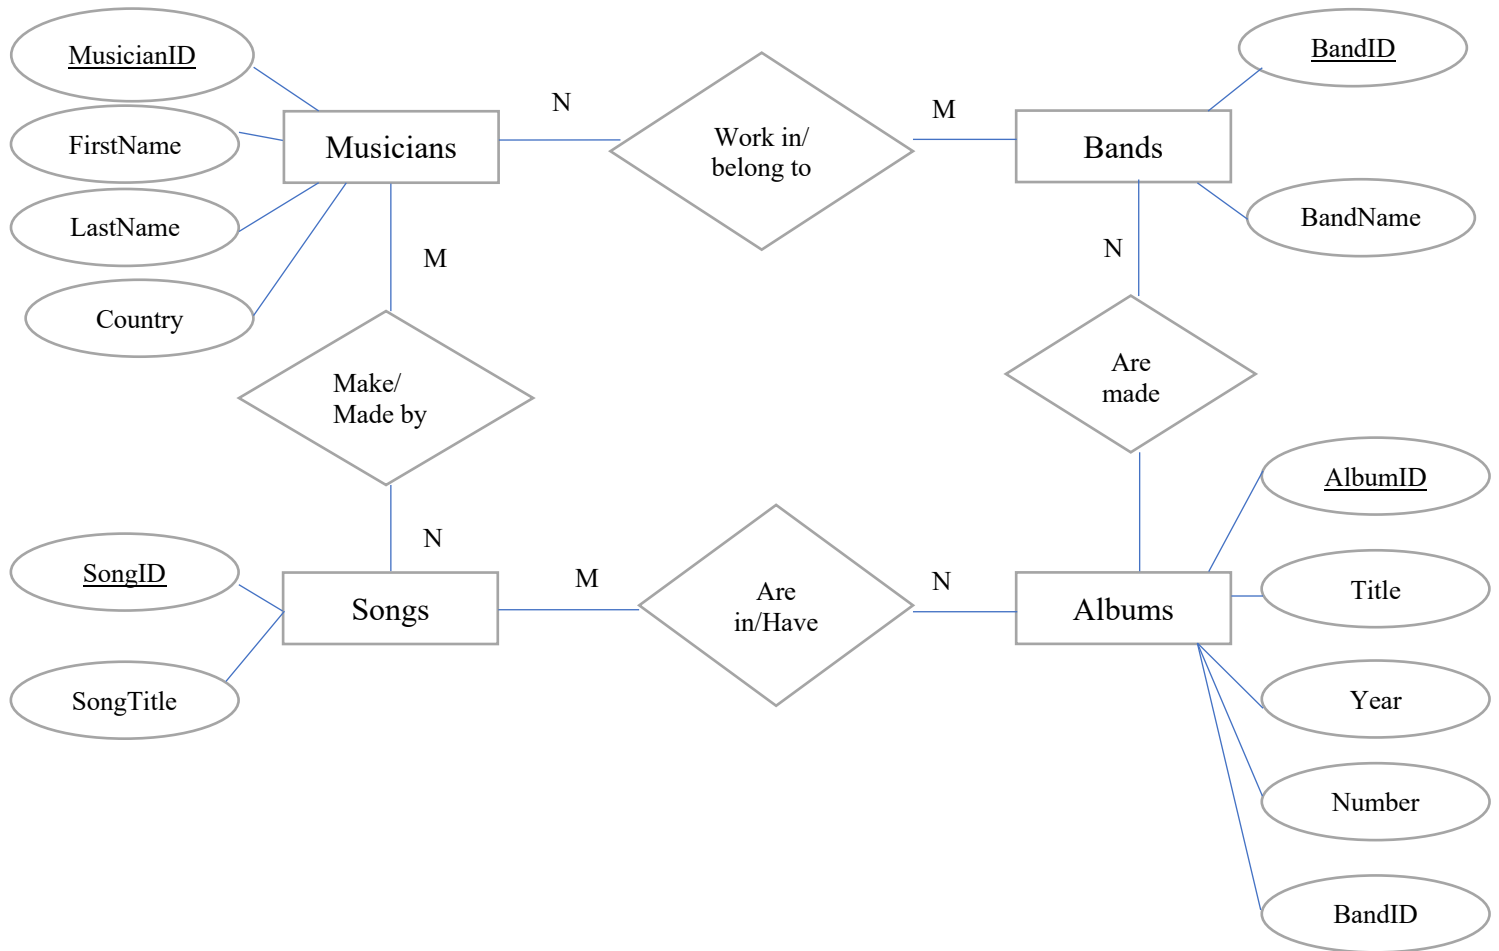 MusicianID
FirstName
LastName
Country
Musicians
N
Work in/
belong to
M
Bands
BandID
BandName
M
Make/
Made by
N
N
Are
made
SongID
SongTitle
Songs
M
Are
in/Have
N
Albums
AlbumID
Title
Year
Number
BandID